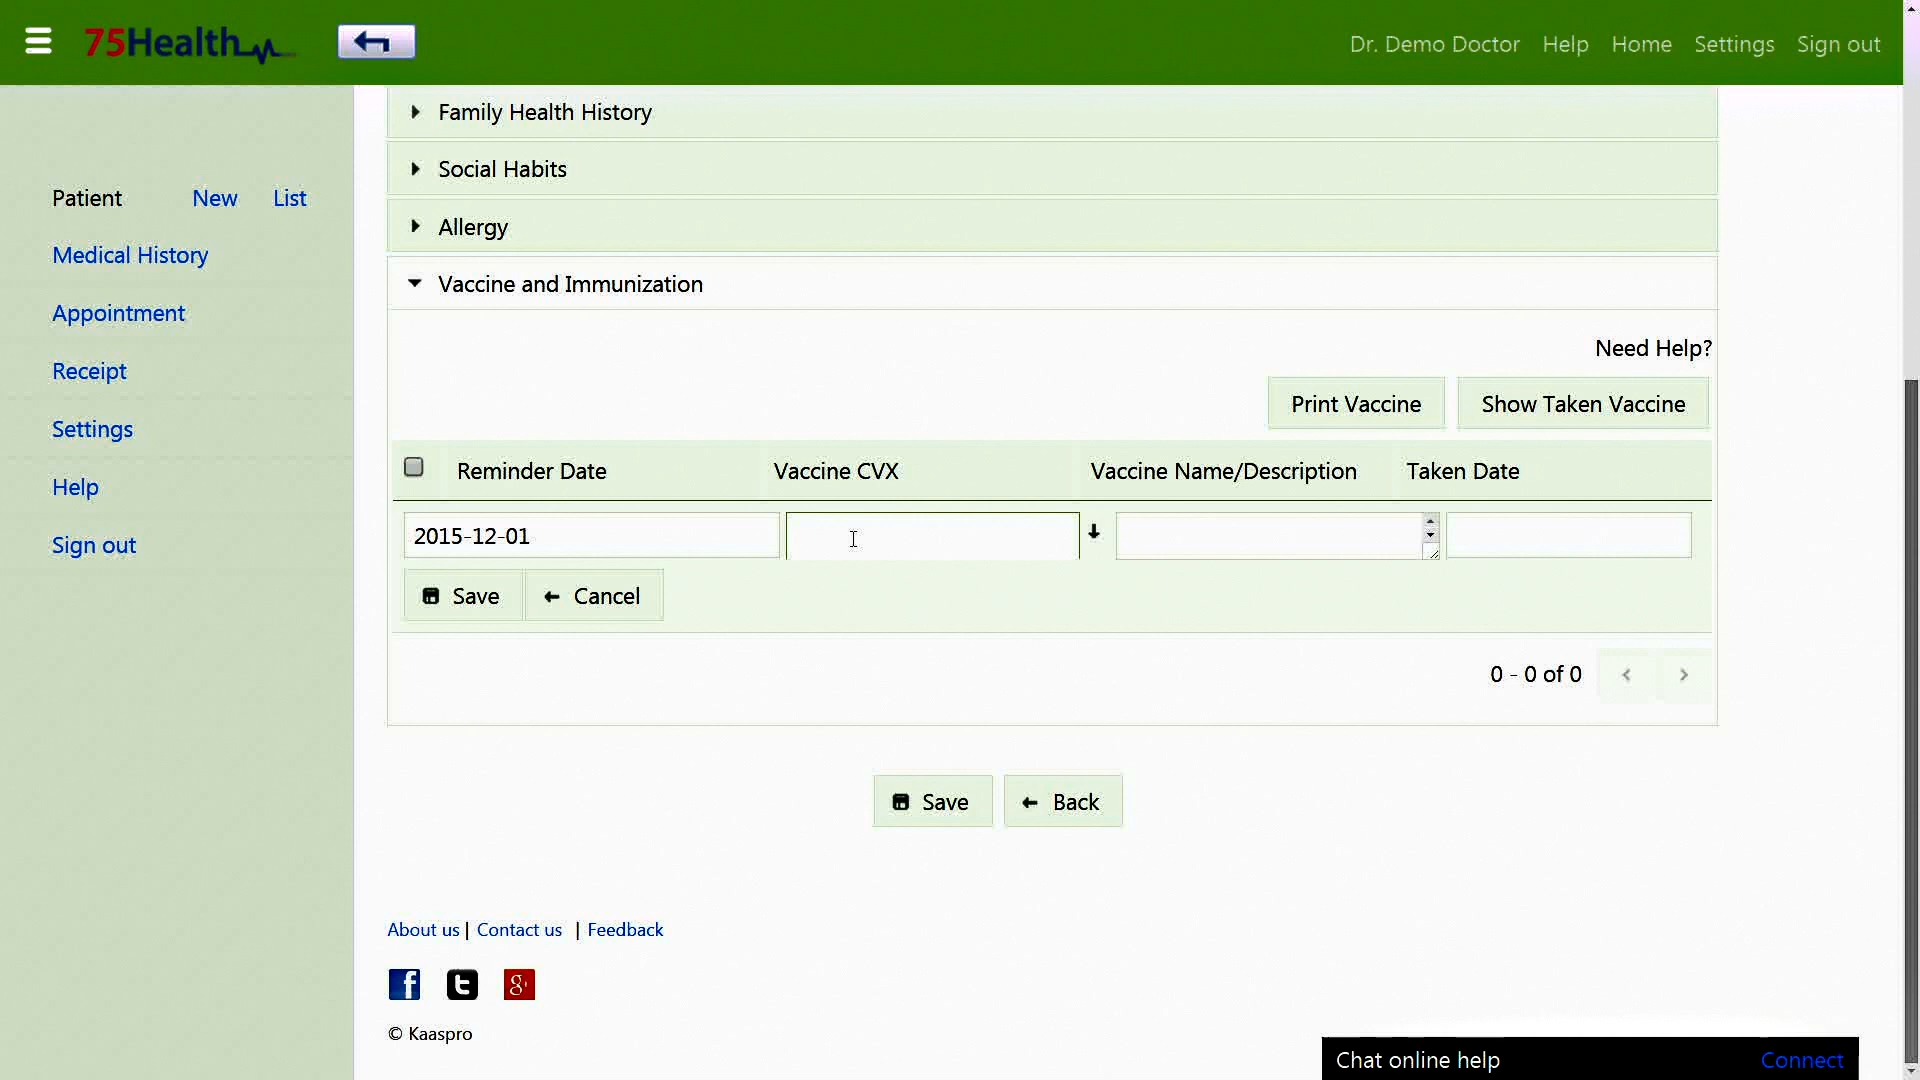 75Health
Dr. Demo Doctor Help Home Settings Sign out
Patient New List
Medical History
Appointment
Receipt
Settings
Help
Sign out
Family Health History
Social Habits
Allergy
Vaccine and Immunization
Need Help?
Print Vaccine Show Taken Vaccine
Reminder Date Vaccine CVX Vaccine Name/Description Taken Date
2015-12-01
Save Cancel
0 - 0 of 0
Save Back
About us | Contact us | Feedback
© Kaaspro
Chat online help Connect